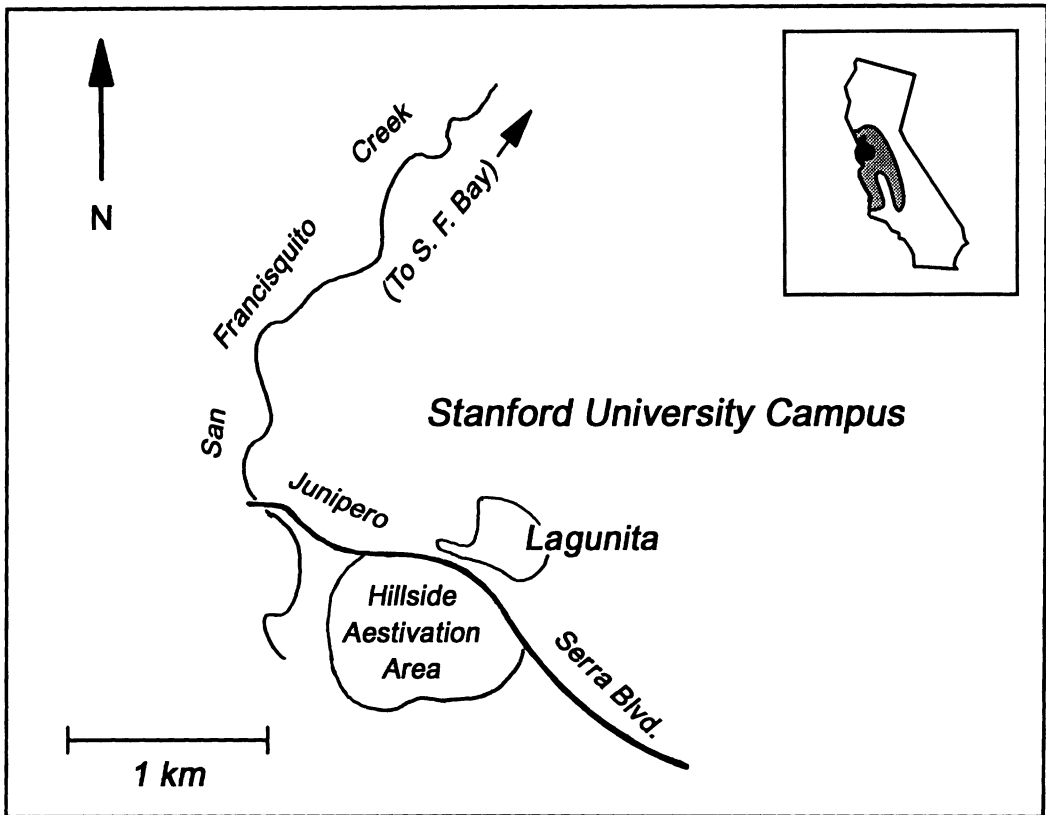 N
Creek
Francisquito
San
(To S. F. Bay)
Stanford University Campus
Junipero
Lagunita
Hillside
Aestivation
Area
Serra Blvd.
1 km